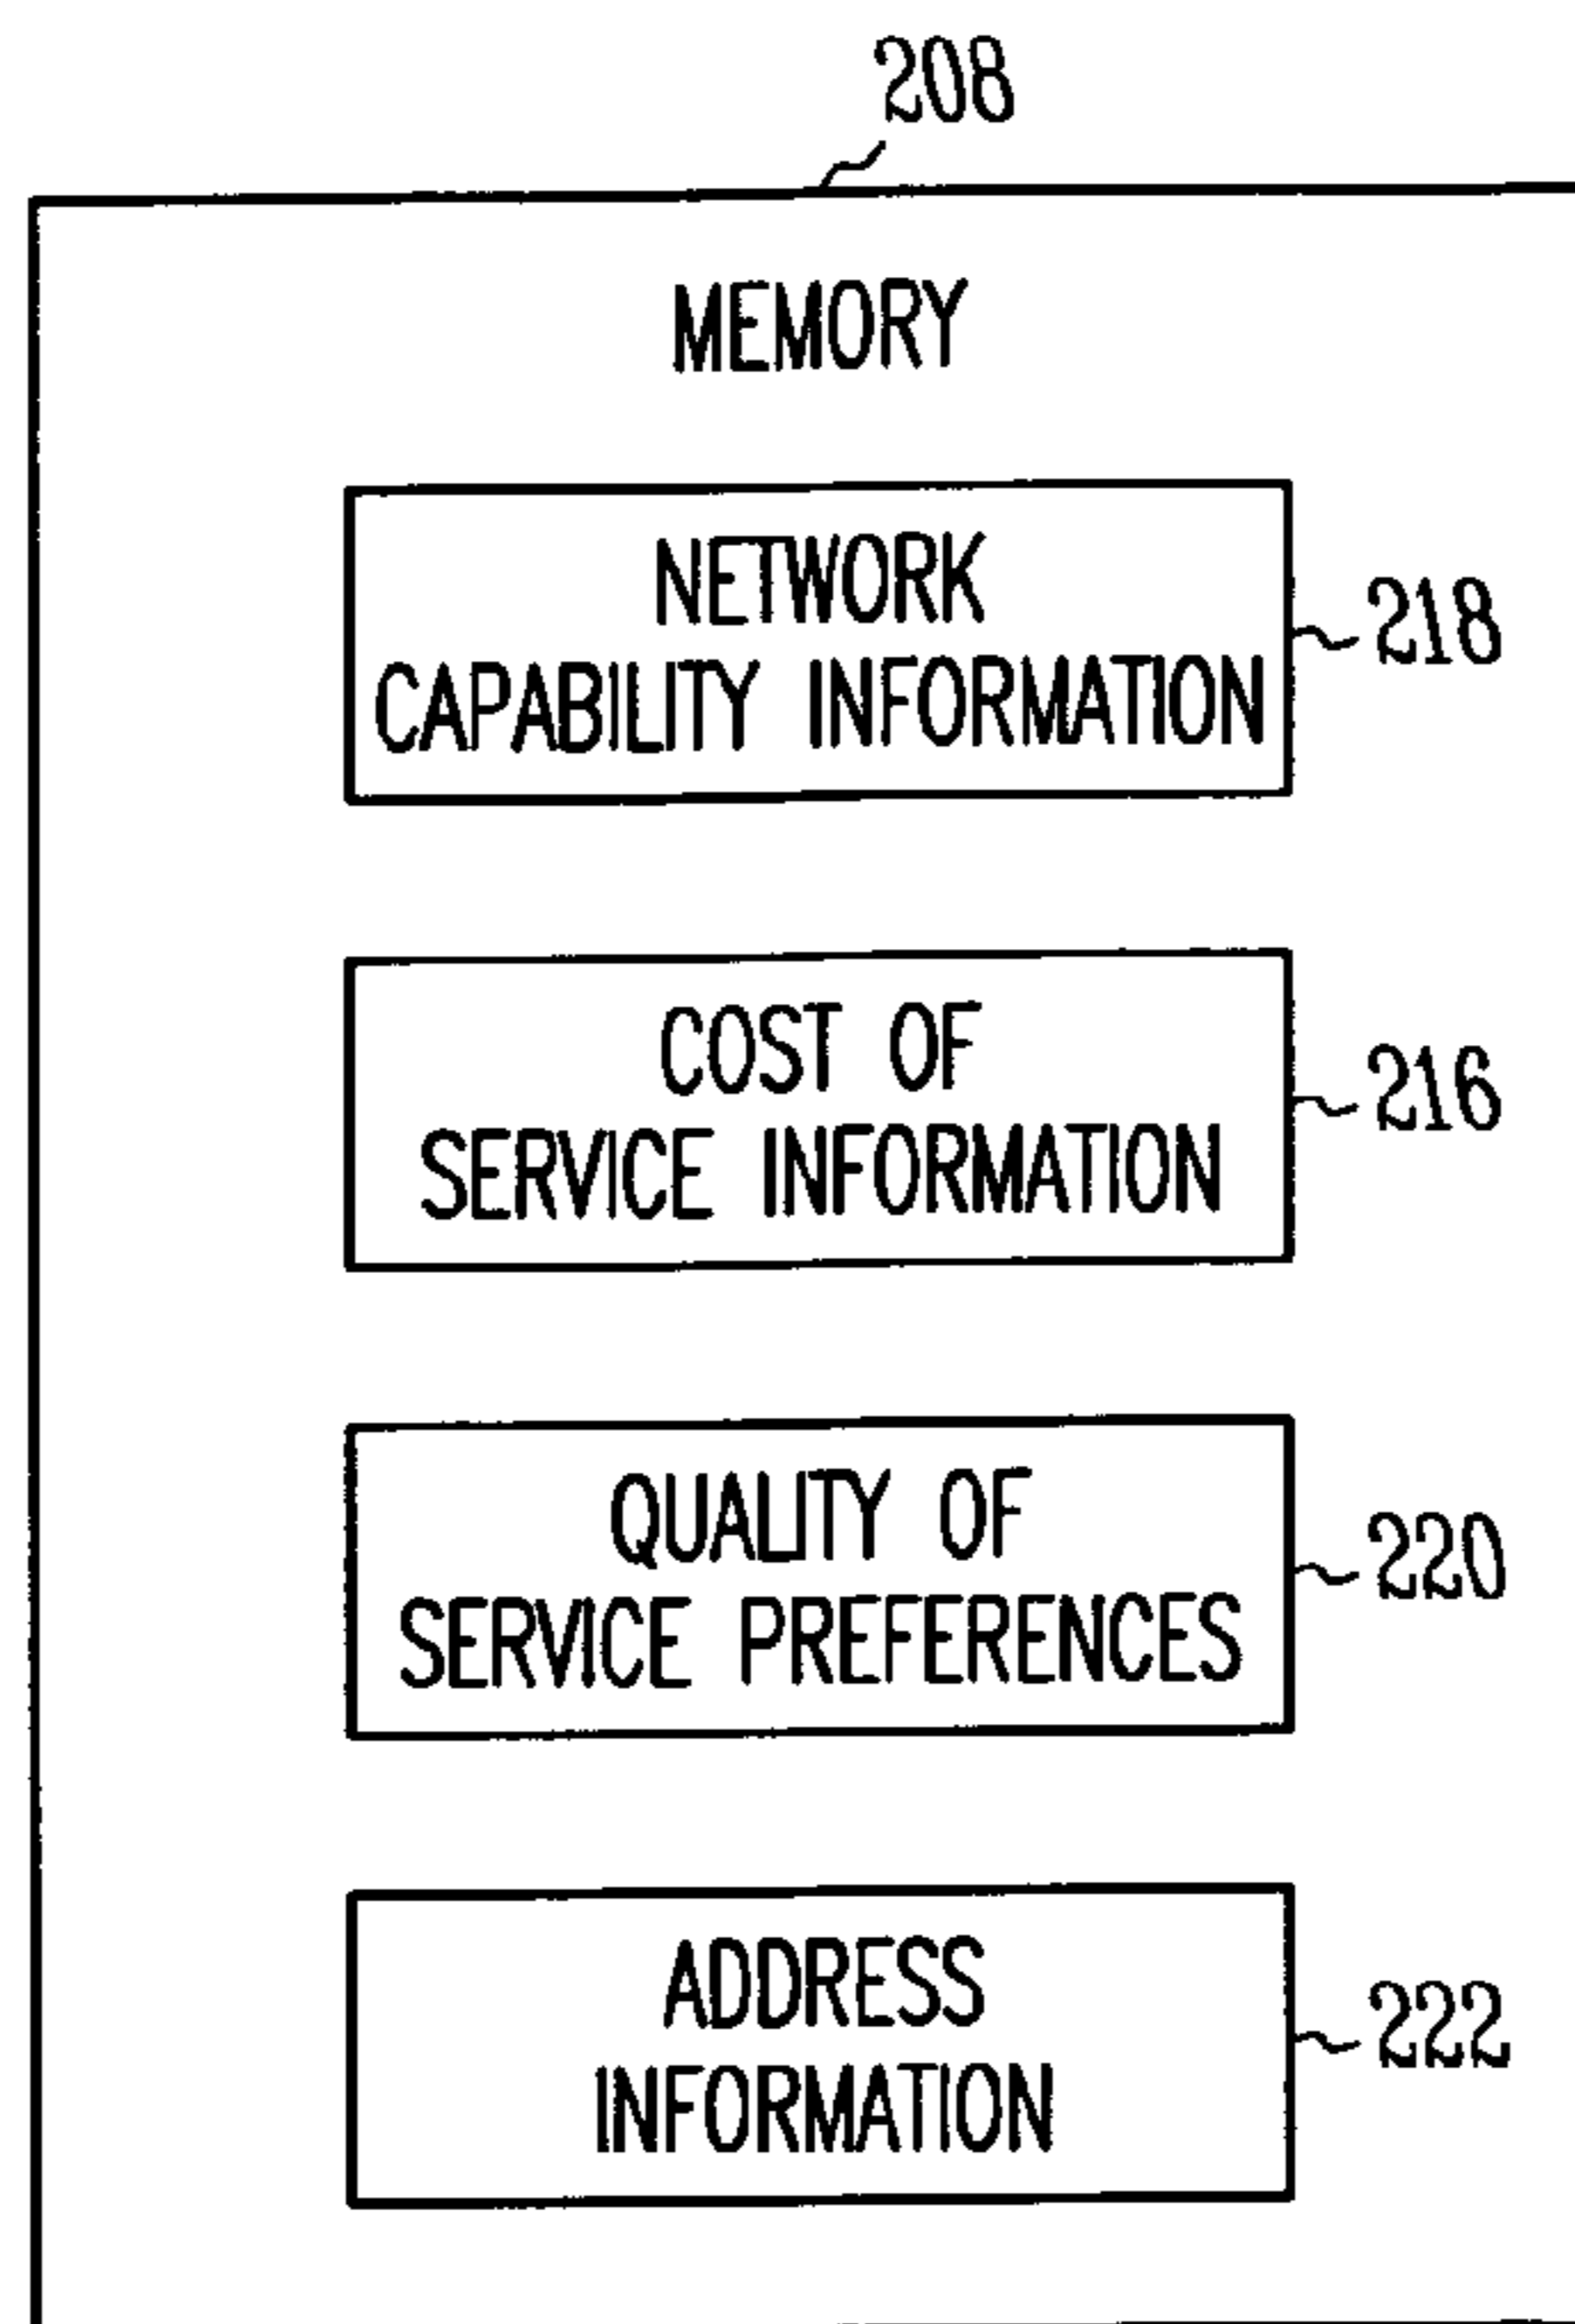 208
MEMORY
NETWORK
CAPABILITY INFORMATION
218
COST OF
SERVICE INFORMATION
216
QUALITY OF
SERVICE PREFERENCES
220
ADDRESS
INFORMATION
222